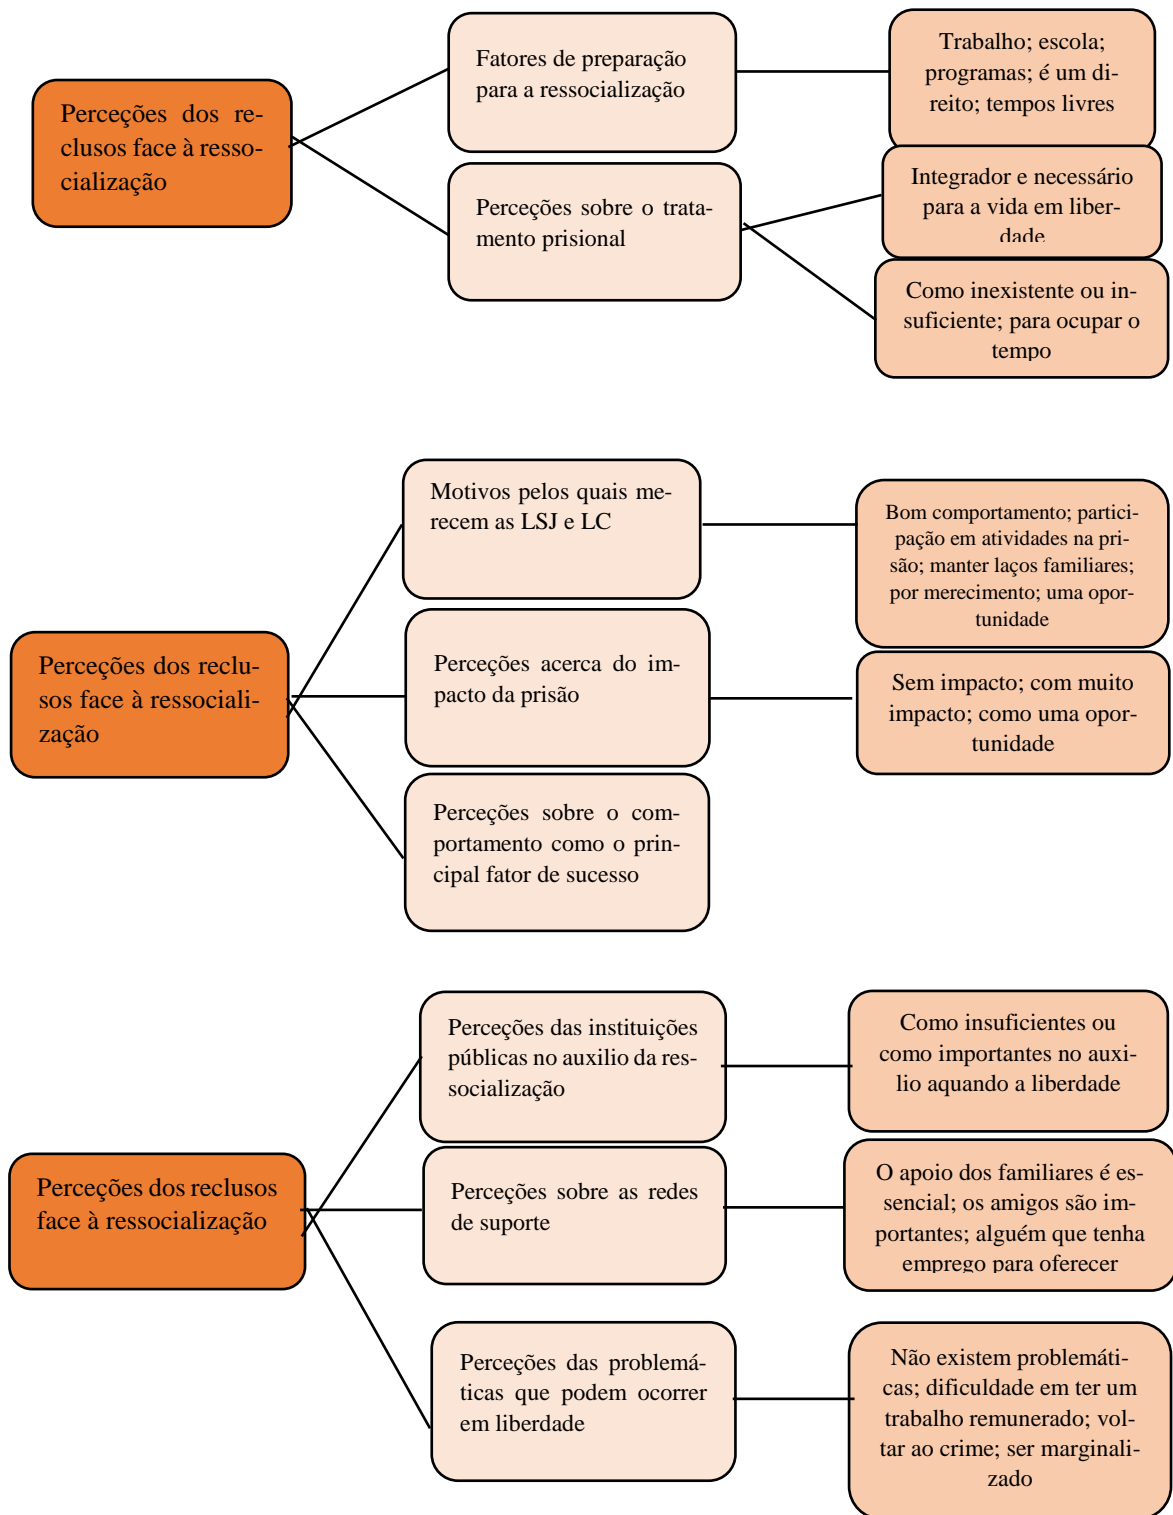 Perceções dos re-
clusos face à resso-
cialização
Fatores de preparação
para a ressocialização
Trabalho; escola;
programas; é um di-
reito; tempos livres
Perceções sobre o trata-
mento prisional
Integrador e necessário
para a vida em liber-
dade
Como inexistente ou in-
suficiente; para ocupar o
tempo
Perceções dos reclu-
sos face à ressociali-
zação
Motivos pelos quais me-
recem as LSJ e LC
Bom comportamento; partici-
pação em atividades na pri-
são; manter laços familiares;
por merecimento; uma opor-
tunidade
Perceções acerca do im-
pacto da prisão
Sem impacto; com muito
impacto; como uma opor-
tunidade
Perceções sobre o com-
portamento como o prin-
cipal fator de sucesso
Perceções dos reclusos
face à ressocialização
Perceções das instituições
públicas no auxilio da res-
socialização
Como insuficientes ou
como importantes no auxi-
lio aquando a liberdade
Perceções sobre as redes
de suporte
O apoio dos familiares é es-
sencial; os amigos são im-
portantes; alguém que tenha
emprego para oferecer
Perceções das problemá-
ticas que podem ocorrer
em liberdade
Não existem problemáti-
cas; dificuldade em ter um
trabalho remunerado; vol-
tar ao crime; ser marginali-
zado